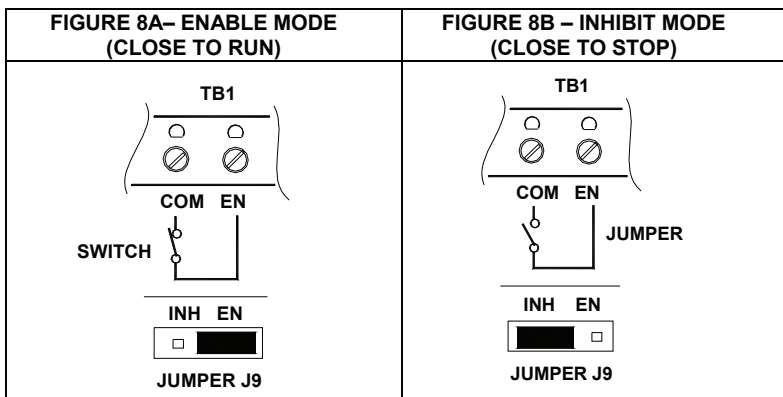 FIGURE 8A– ENABLE MODE
(CLOSE TO RUN)
TB1
COM EN
SWITCH
INH EN
JUMPER J9
FIGURE 8B – INHIBIT MODE
(CLOSE TO STOP)
TB1
COM EN
JUMPER
INH EN
JUMPER J9